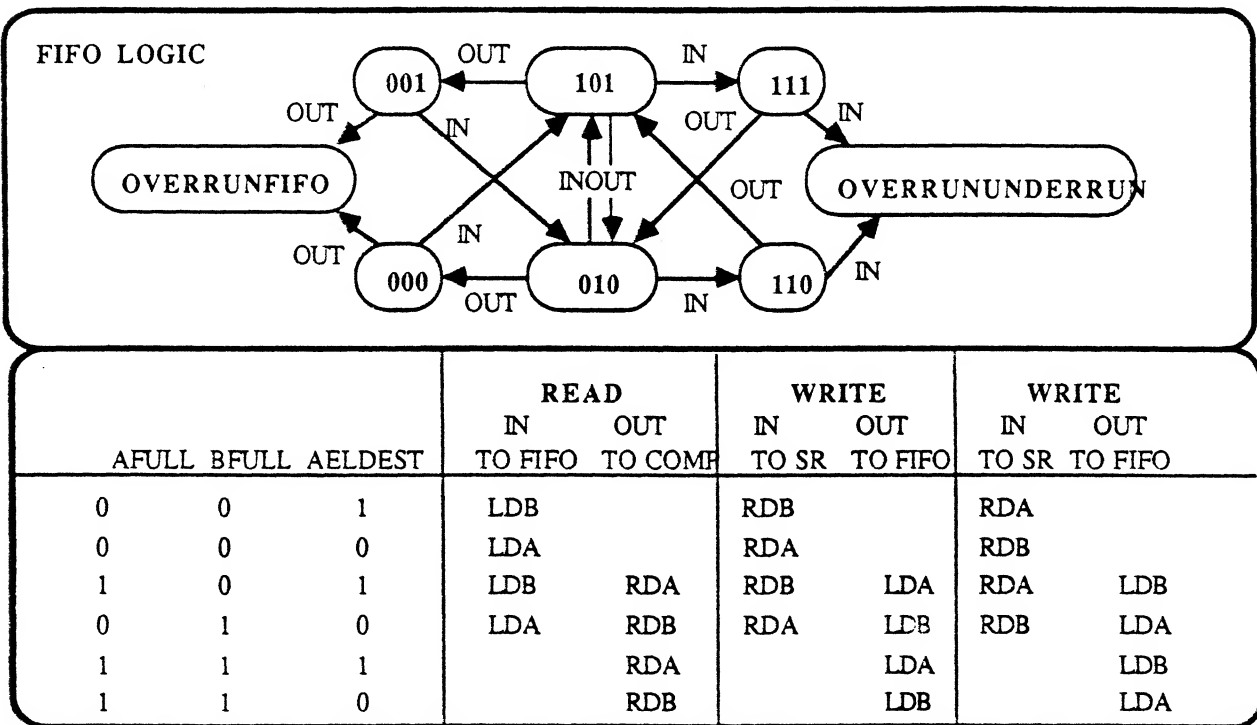 FIFO LOGIC
OUT IN
001 101 111
OUT IN OUT IN
OVERRUNFIFO INOUT OUT OVERRUNUNDERRUN
OUT IN IN
000 010 110
OUT IN
READ WRITE WRITE
IN OUT IN OUT IN OUT
AFULL BFULL AELDEST TO FIFO TO COMP TO SR TO FIFO TO SR TO FIFO
0 0 1 LDB RDB RDA
0 0 0 LDA RDA RDB
1 0 1 LDB RDA RDB LDA RDA LDB
0 1 0 LDA RDB RDA LDB RDB LDA
1 1 1 RDA LDA LDB
1 1 0 RDB LDB LDA